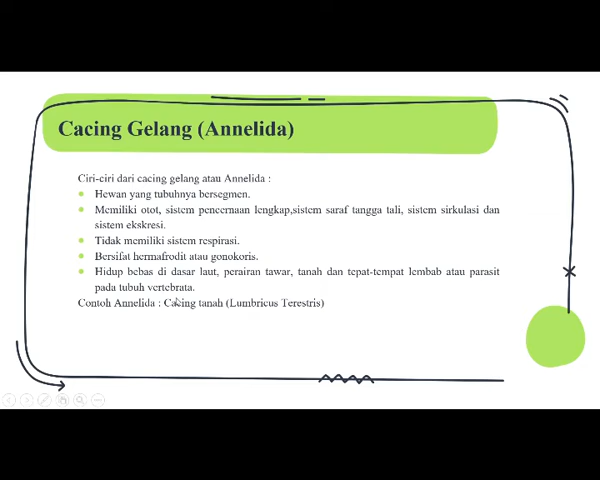 Cacing Gelang (Annelida)
Ciri-ciri dari cacing gelang atau Annelida :
Hewan yang tubuhnya bersegmen.
Memiliki otot, sistem pencernaan lengkap,sistem saraf tangga tali, sistem sirkulasi dan
sistem ekskresi.
Tidak memiliki sistem respirasi.
Bersifat hermafrodit atau gonokoris.
Hidup bebas di dasar laut, perairan tawar, tanah dan tepat-tempat lembab atau parasit
pada tubuh vertebrata.
Contoh Annelida : Cacing tanah (Lumbricus Terestris)